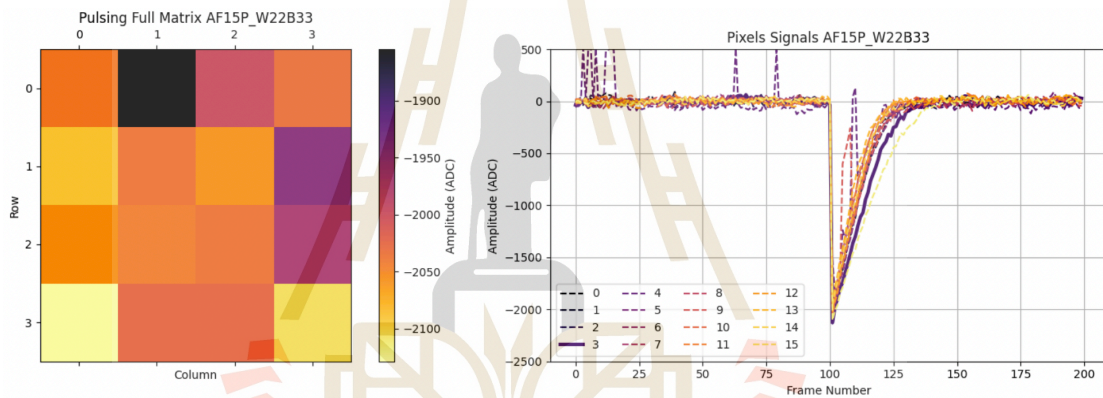 Pulsing Full Matrix AF15P_W22B33
0 1 2 3
Column
0
1
2
3
Row
Column
−1900
−1950
−2000
−2050
−2100
Amplitude (ADC)
Pixels Signals AF15P_W22B33
500
0
−500
−1000
−1500
−2000
−2500
Amplitude (ADC)
0 4 8 12
1 5 9 13
2 6 10 14
3 7 11 15
0 25 50 75 100 125 150 175 200
Frame Number